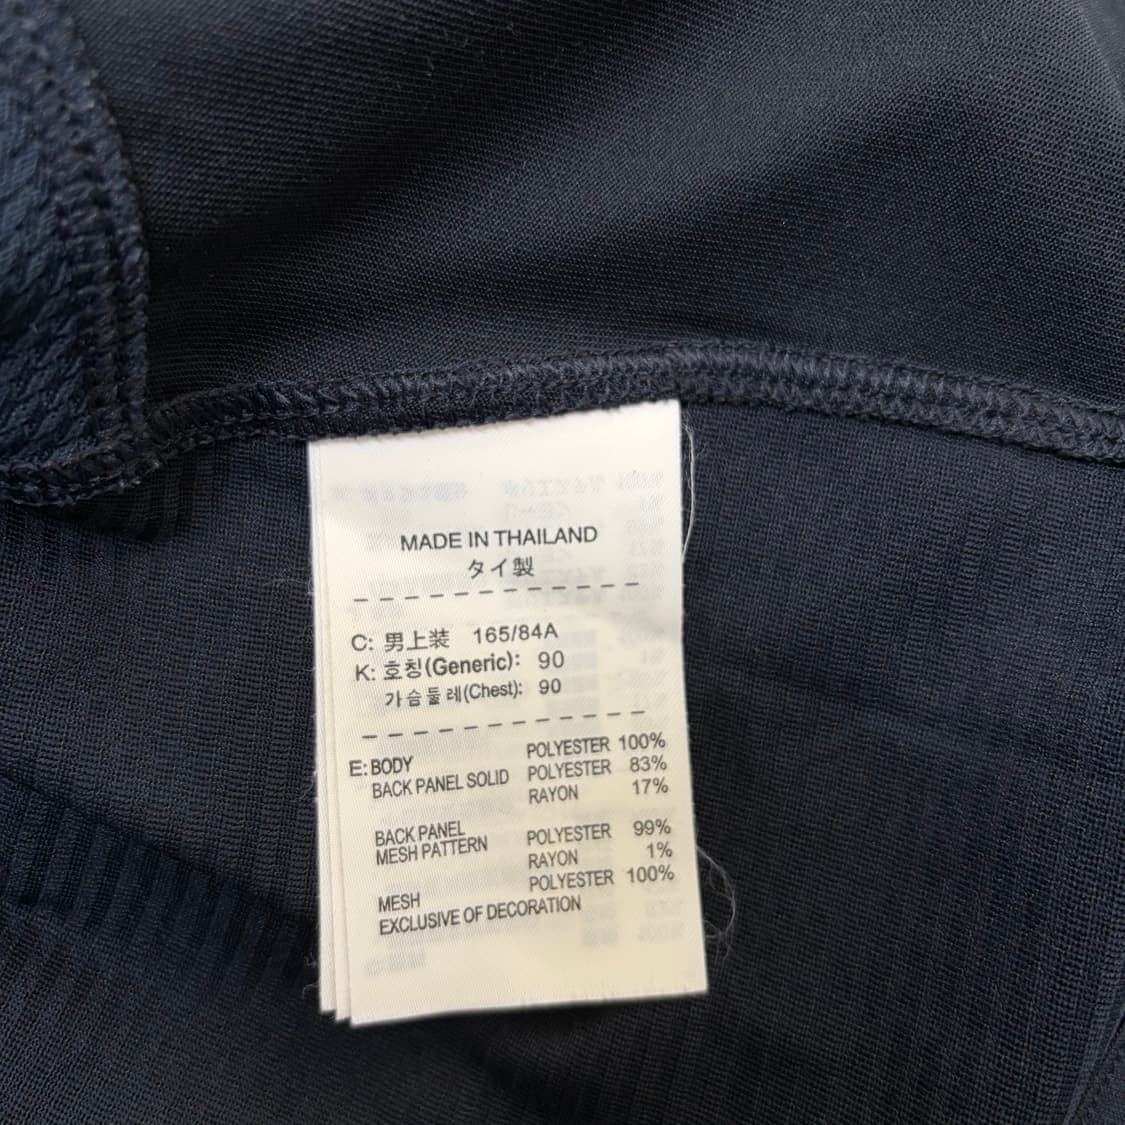 MADE IN THAILAND
タイ製
C: 男上装 165/84A
K: 호칭(Generic): 90
가슴둘레(Chest): 90
E: BODY POLYESTER 100%
BACK PANEL SOLID POLYESTER 83%
RAYON 17%
BACK PANEL
MESH PATTERN POLYESTER 99%
RAYON 1%
MESH POLYESTER 100%
EXCLUSIVE OF DECORATION